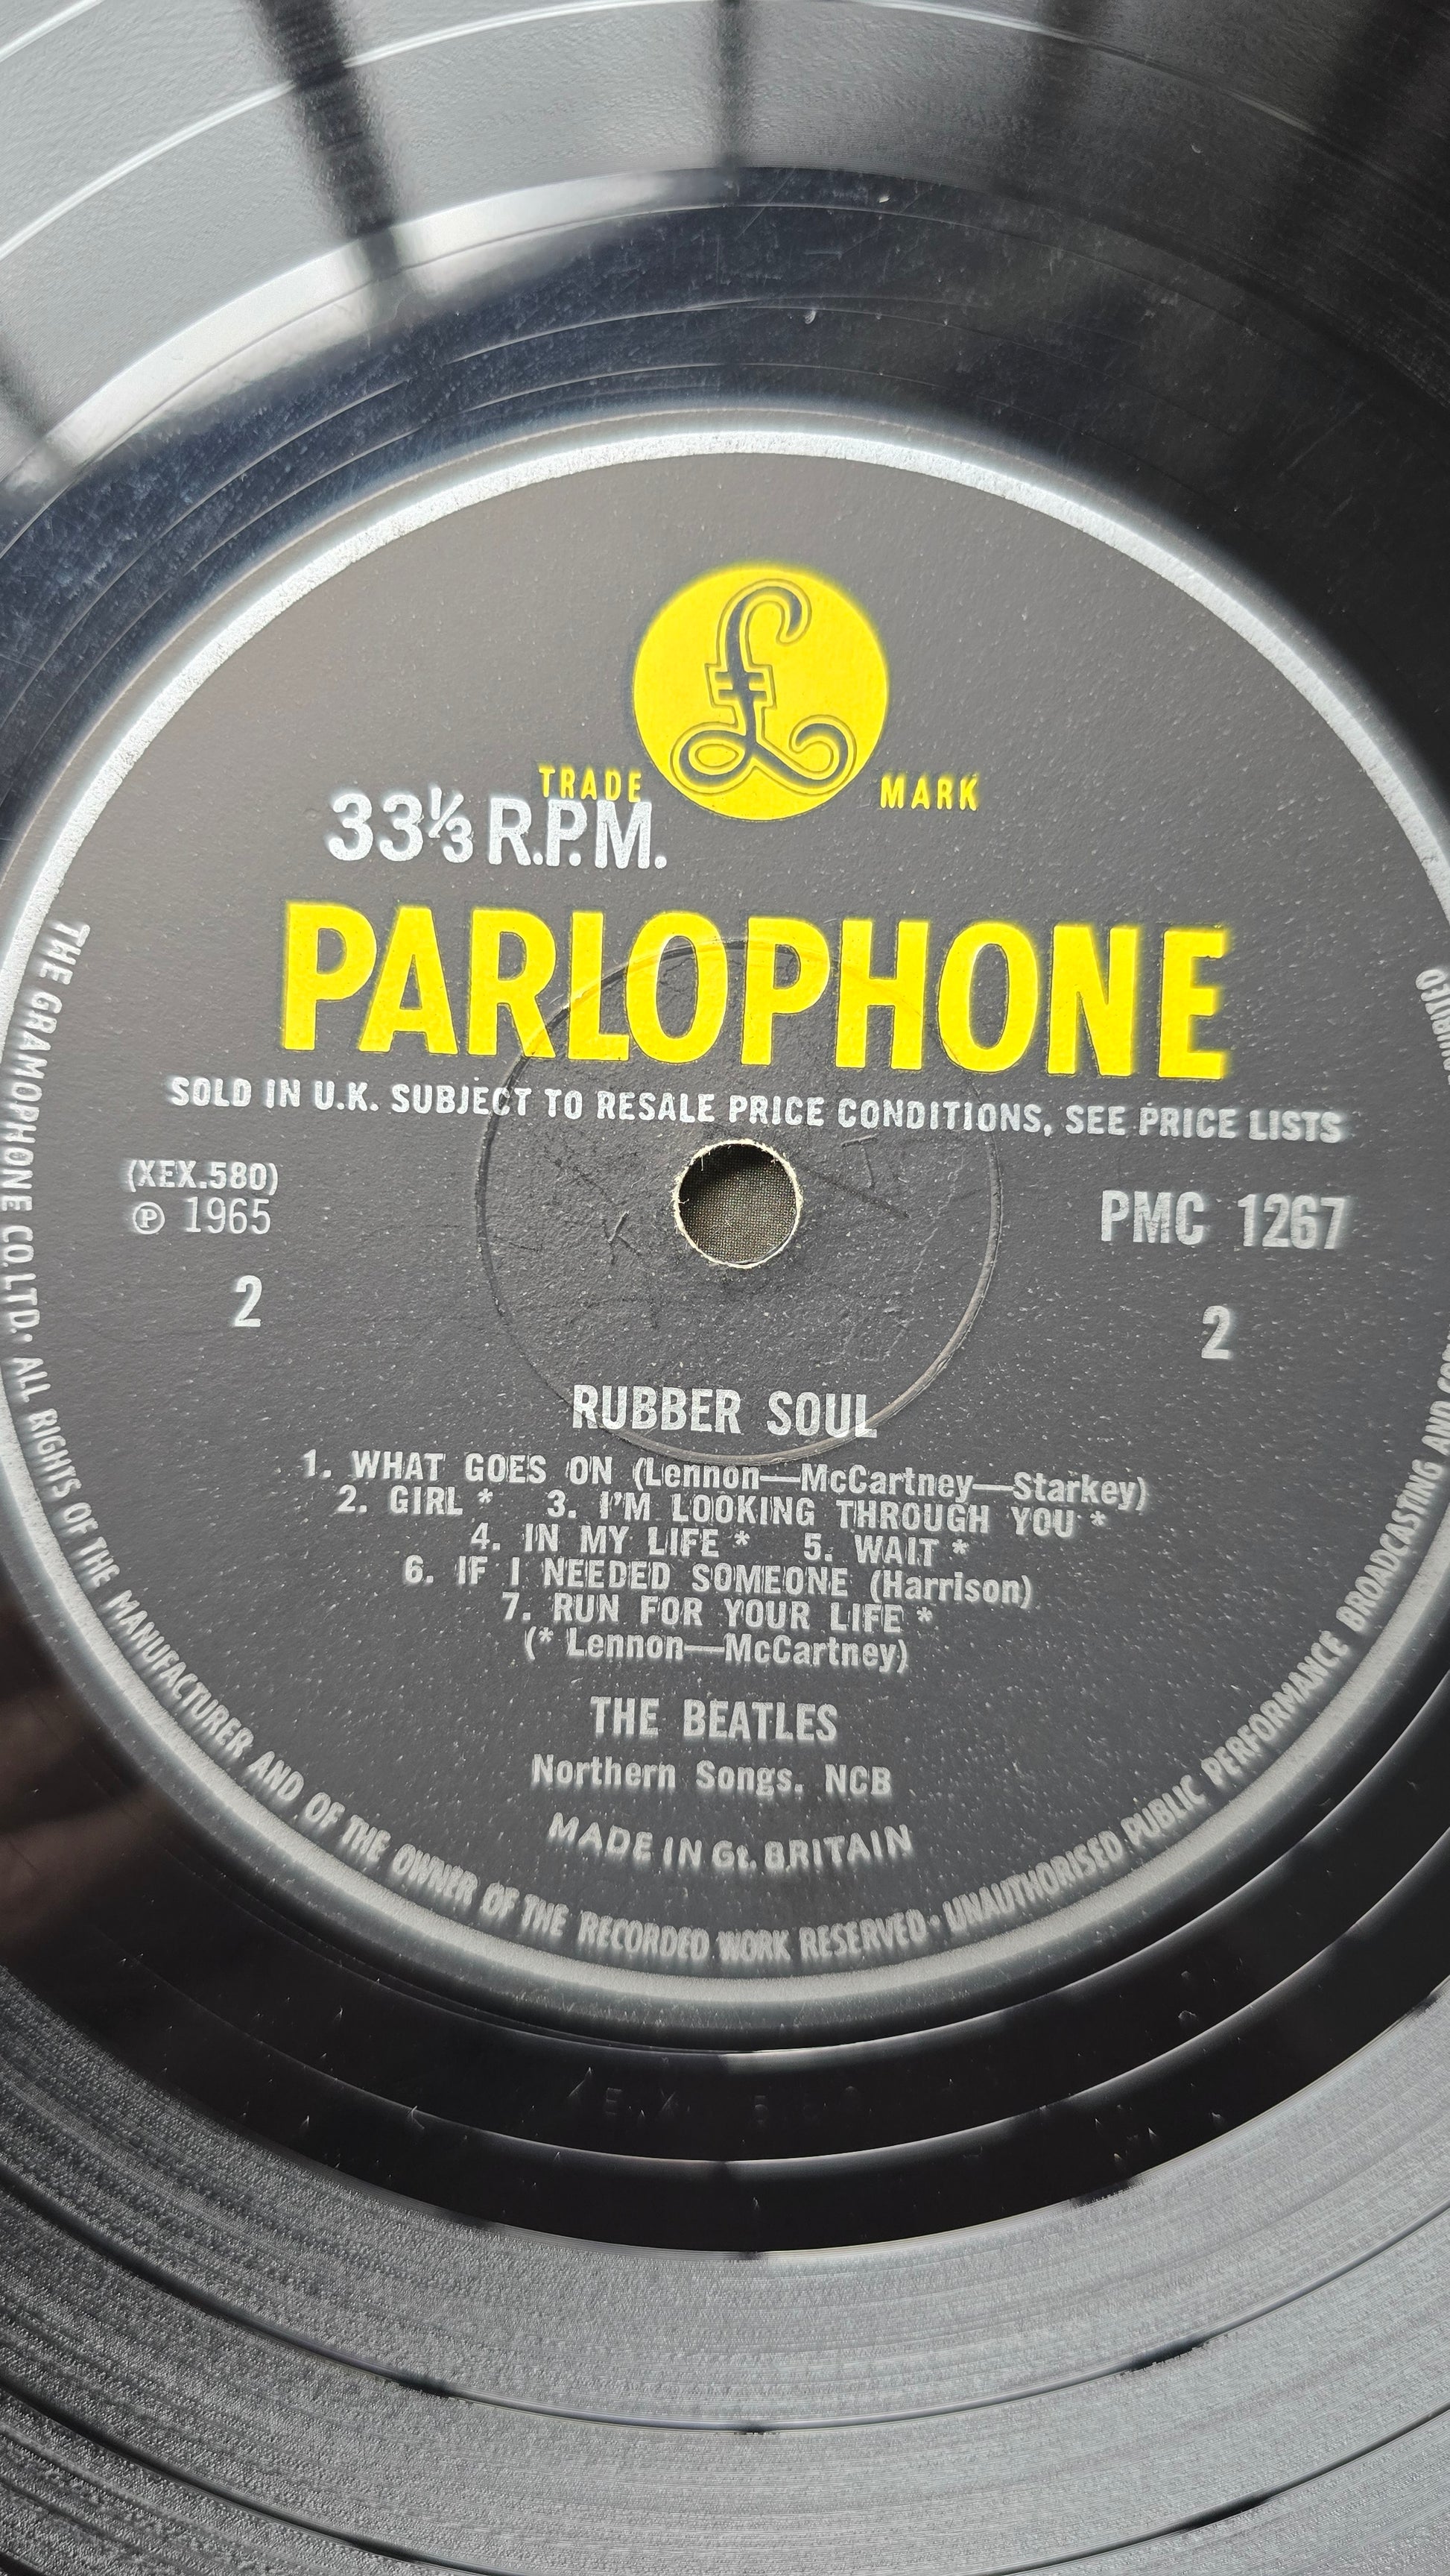 £
TRADE MARK
33⅓ R.P.M.
PARLOPHONE
SOLD IN U.K. SUBJECT TO RESALE PRICE CONDITIONS, SEE PRICE LISTS
(XEX.580)
℗ 1965
PMC 1267
2
2
RUBBER SOUL
1. WHAT GOES ON (Lennon—McCartney—Starkey)
2. GIRL * 3. I'M LOOKING THROUGH YOU *
4. IN MY LIFE * 5. WAIT *
6. IF I NEEDED SOMEONE (Harrison)
7. RUN FOR YOUR LIFE *
(* Lennon—McCartney)
THE BEATLES
Northern Songs. NCB
MADE IN Gt. BRITAIN
THE GRAMOPHONE CO. LTD. · ALL RIGHTS OF THE MANUFACTURER AND OF THE OWNER OF THE RECORDED WORK RESERVED · UNAUTHORISED PUBLIC PERFORMANCE BROADCASTING AND